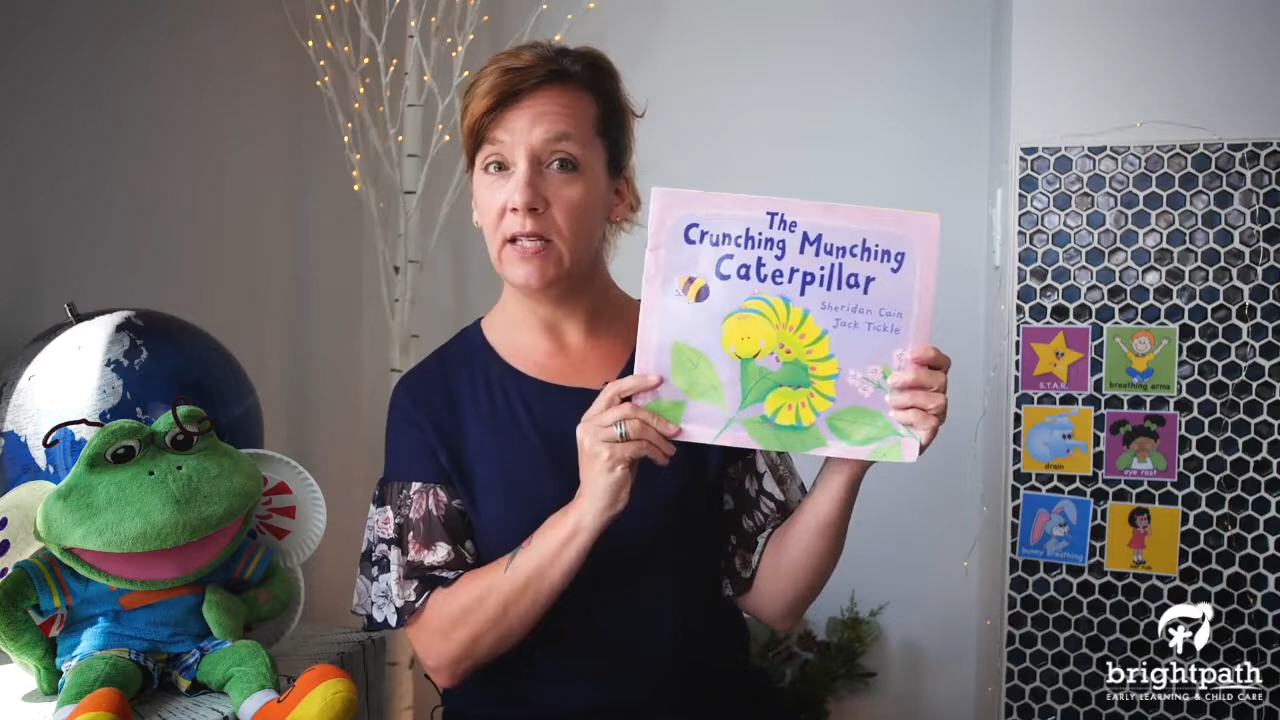 The
Crunching Munching
Caterpillar
Sheridan Cain
Jack Tickle
S.T.A.R.
breathing arms
drain
eye rest
bunny breathing
brightpath
EARLY LEARNING & CHILD CARE